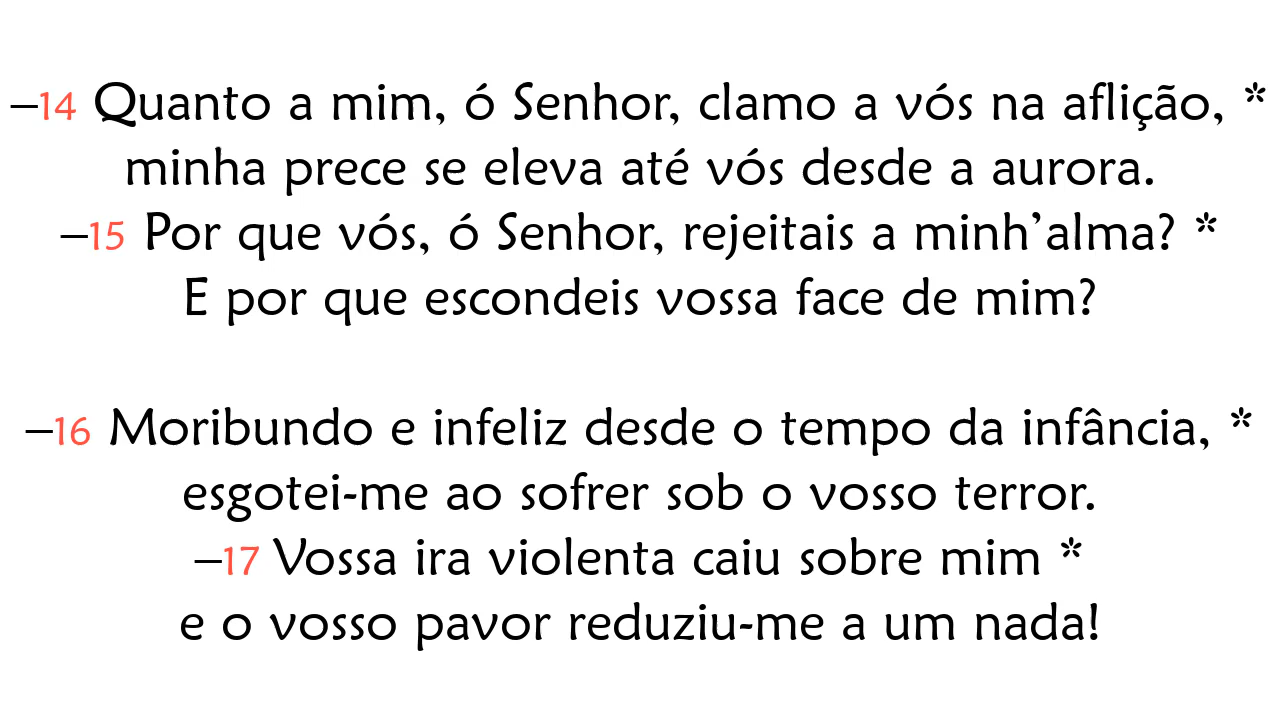 –14 Quanto a mim, ó Senhor, clamo a vós na aflição, *
minha prece se eleva até vós desde a aurora.
–15 Por que vós, ó Senhor, rejeitais a minh’alma? *
E por que escondeis vossa face de mim?
–16 Moribundo e infeliz desde o tempo da infância, *
esgotei-me ao sofrer sob o vosso terror.
–17 Vossa ira violenta caiu sobre mim *
e o vosso pavor reduziu-me a um nada!